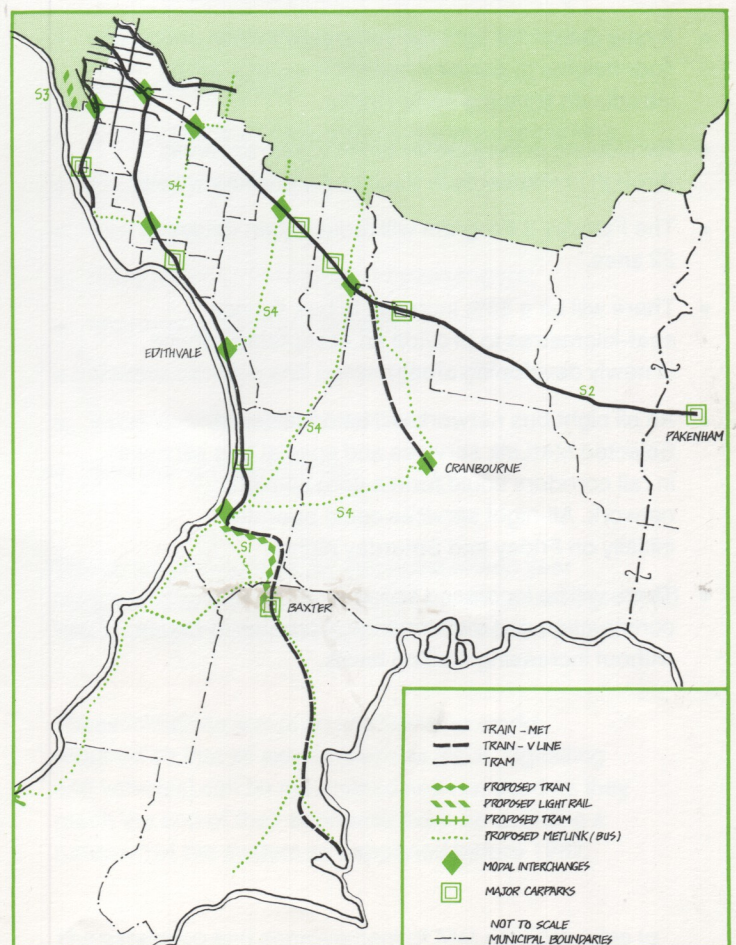 S3
S4
EDITHVALE
S4
S2
PAKENHAM
S4
CRANBOURNE
S4
S1
BAXTER
TRAIN - MET
TRAIN - V LINE
TRAM
PROPOSED TRAIN
PROPOSED LIGHT RAIL
PROPOSED TRAM
PROPOSED METLINK (BUS)
MODAL INTERCHANGES
MAJOR CARPARKS
NOT TO SCALE
MUNICIPAL BOUNDARIES